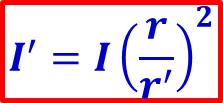 I′ = I (r/r′)²